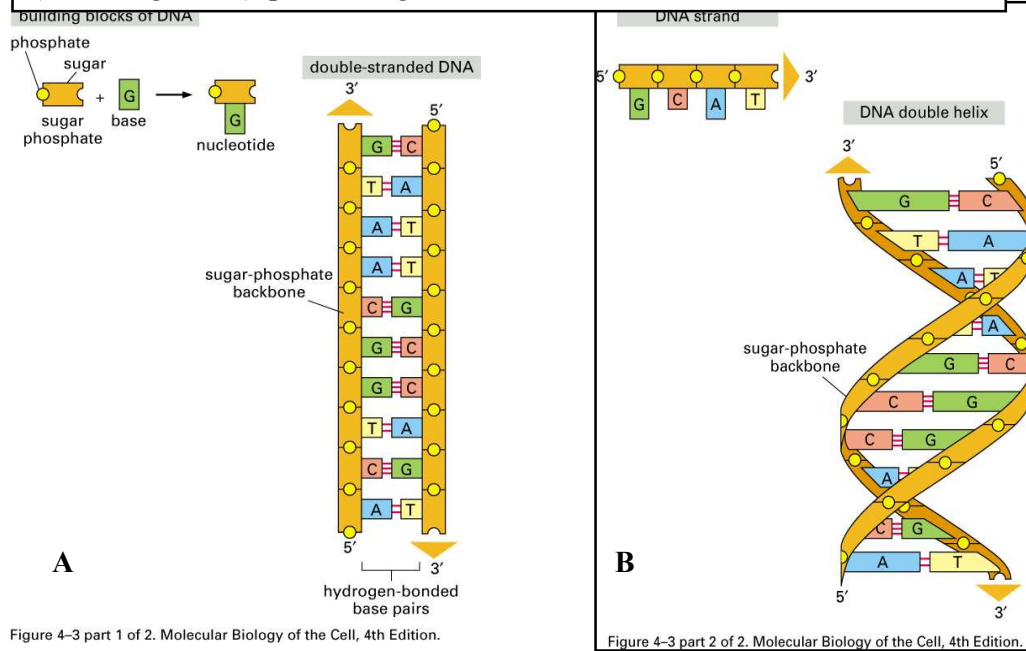 building blocks of DNA
phosphate
sugar
+
G
sugar
phosphate
base
G
nucleotide
double-stranded DNA
3′
5′
G C
T A
A T
A T
sugar-phosphate
backbone
C G
G C
G C
T A
C G
A T
5′
3′
hydrogen-bonded
base pairs
A
Figure 4–3 part 1 of 2. Molecular Biology of the Cell, 4th Edition.
DNA strand
5′
3′
G C A T
DNA double helix
3′
5′
G C
T A
A T
A
sugar-phosphate
backbone
G C
C G
C G
A
C G
A T
5′
3′
B
Figure 4–3 part 2 of 2. Molecular Biology of the Cell, 4th Edition.